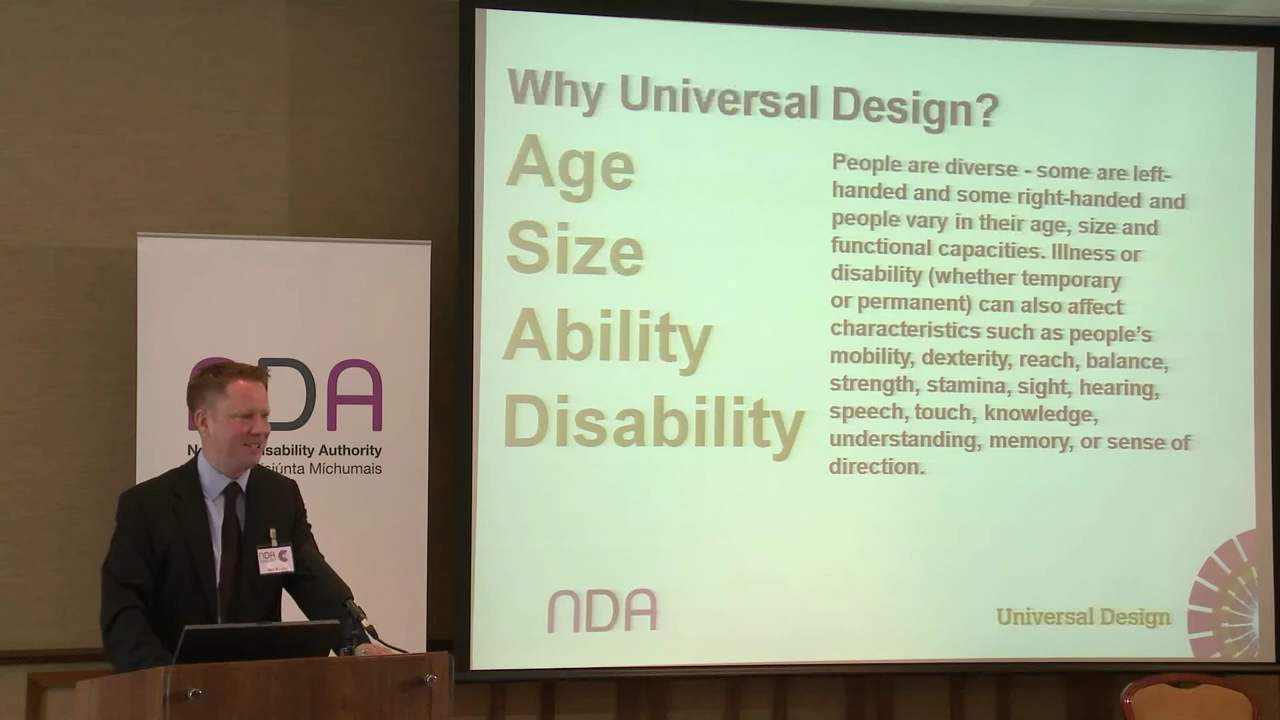 Why Universal Design?
Age
Size
Ability
Disability
People are diverse - some are left-
handed and some right-handed and
people vary in their age, size and
functional capacities. Illness or
disability (whether temporary
or permanent) can also affect
characteristics such as people's
mobility, dexterity, reach, balance,
strength, stamina, sight, hearing,
speech, touch, knowledge,
understanding, memory, or sense of
direction.
NDA
Universal Design
DA
Disability Authority
Míchumais
NDA